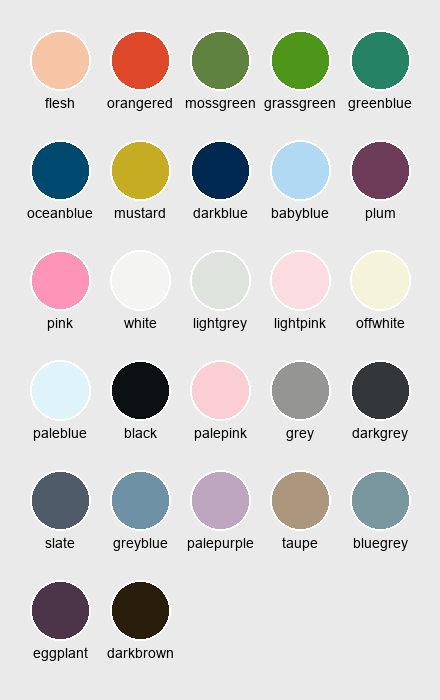 flesh orangered mossgreen grassgreen greenblue
oceanblue mustard darkblue babyblue plum
pink white lightgrey lightpink offwhite
paleblue black palepink grey darkgrey
slate greyblue palepurple taupe bluegrey
eggplant darkbrown